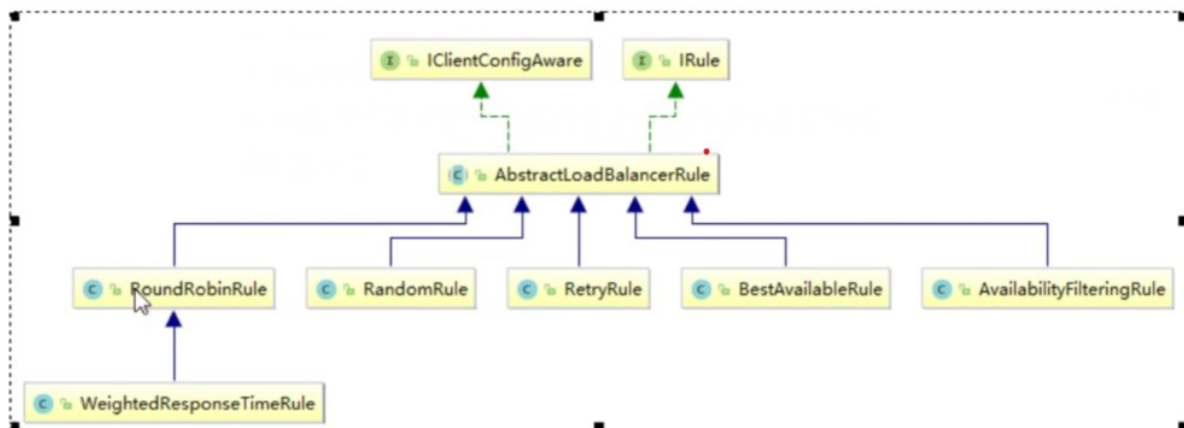 IClientConfigAware IRule
AbstractLoadBalancerRule
RoundRobinRule RandomRule RetryRule BestAvailableRule AvailabilityFilteringRule
WeightedResponseTimeRule